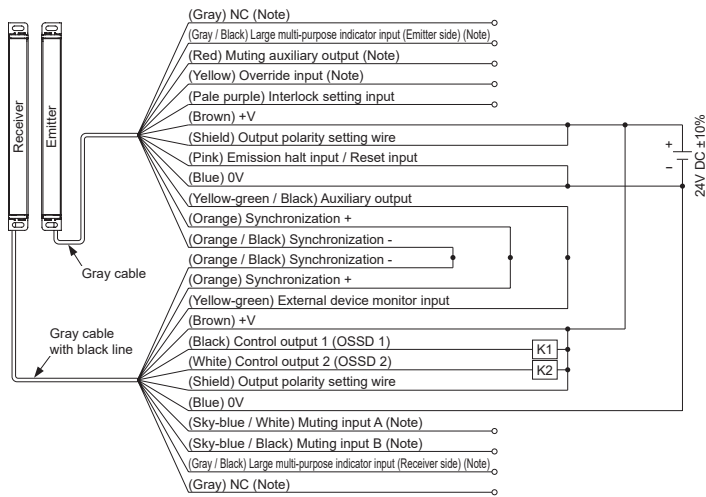 (Gray) NC (Note)
(Gray / Black) Large multi-purpose indicator input (Emitter side) (Note)
(Red) Muting auxiliary output (Note)
(Yellow) Override input (Note)
(Pale purple) Interlock setting input
(Brown) +V
(Shield) Output polarity setting wire
(Pink) Emission halt input / Reset input
(Blue) 0V
(Yellow-green / Black) Auxiliary output
(Orange) Synchronization +
(Orange / Black) Synchronization -
(Orange / Black) Synchronization -
(Orange) Synchronization +
(Yellow-green) External device monitor input
(Brown) +V
(Black) Control output 1 (OSSD 1)
K1
(White) Control output 2 (OSSD 2)
K2
(Shield) Output polarity setting wire
(Blue) 0V
(Sky-blue / White) Muting input A (Note)
(Sky-blue / Black) Muting input B (Note)
(Gray / Black) Large multi-purpose indicator input (Receiver side) (Note)
(Gray) NC (Note)
Receiver
Emitter
Gray cable
Gray cable
with black line
+
−
24V DC ±10%